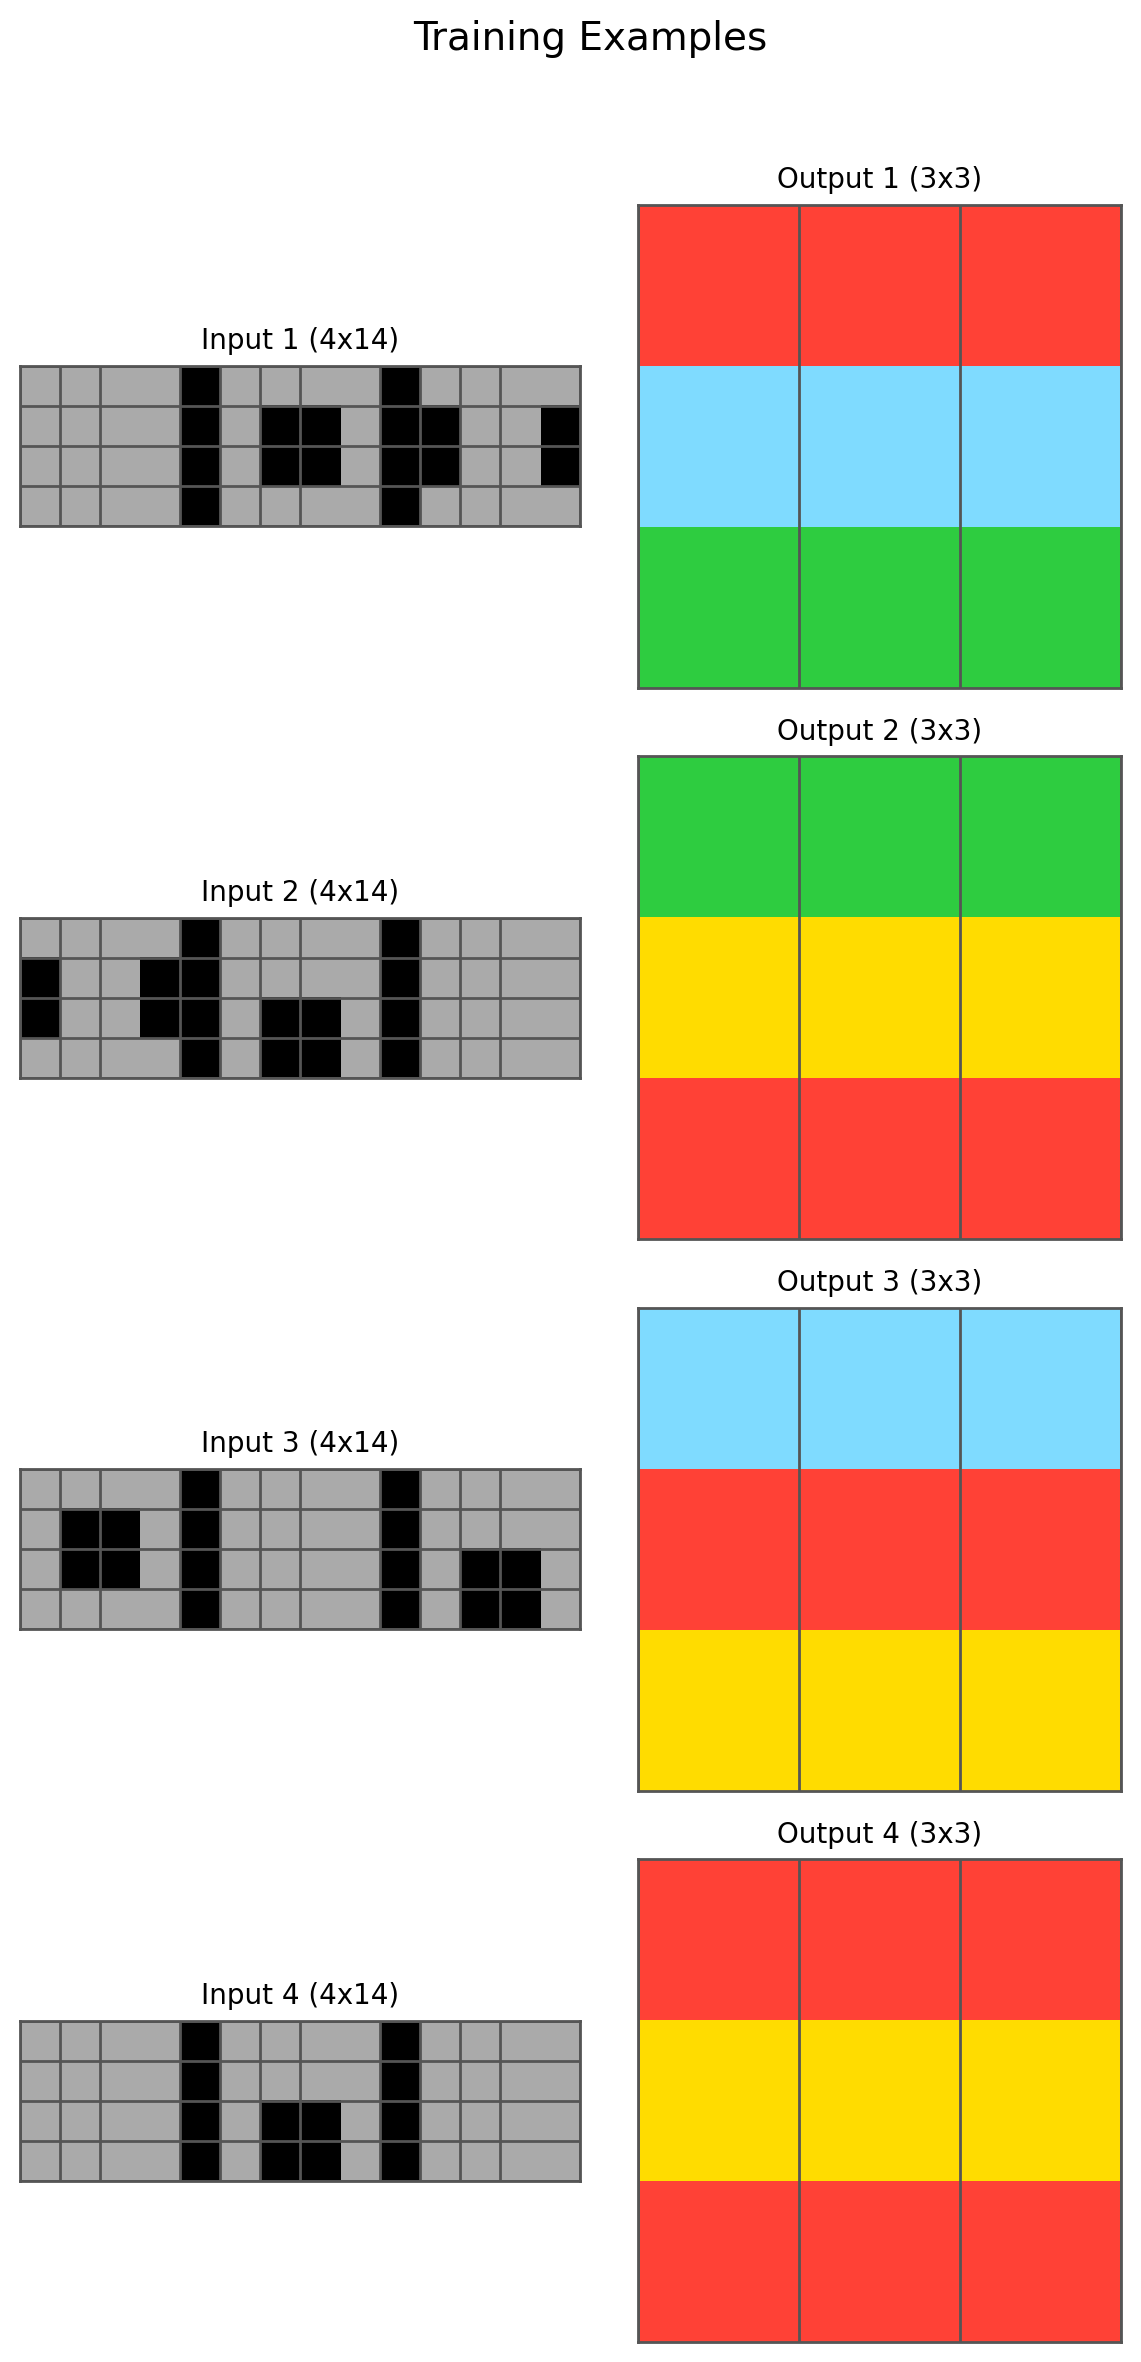 Training Examples
Output 1 (3x3)
Input 1 (4x14)
Output 2 (3x3)
Input 2 (4x14)
Output 3 (3x3)
Input 3 (4x14)
Output 4 (3x3)
Input 4 (4x14)